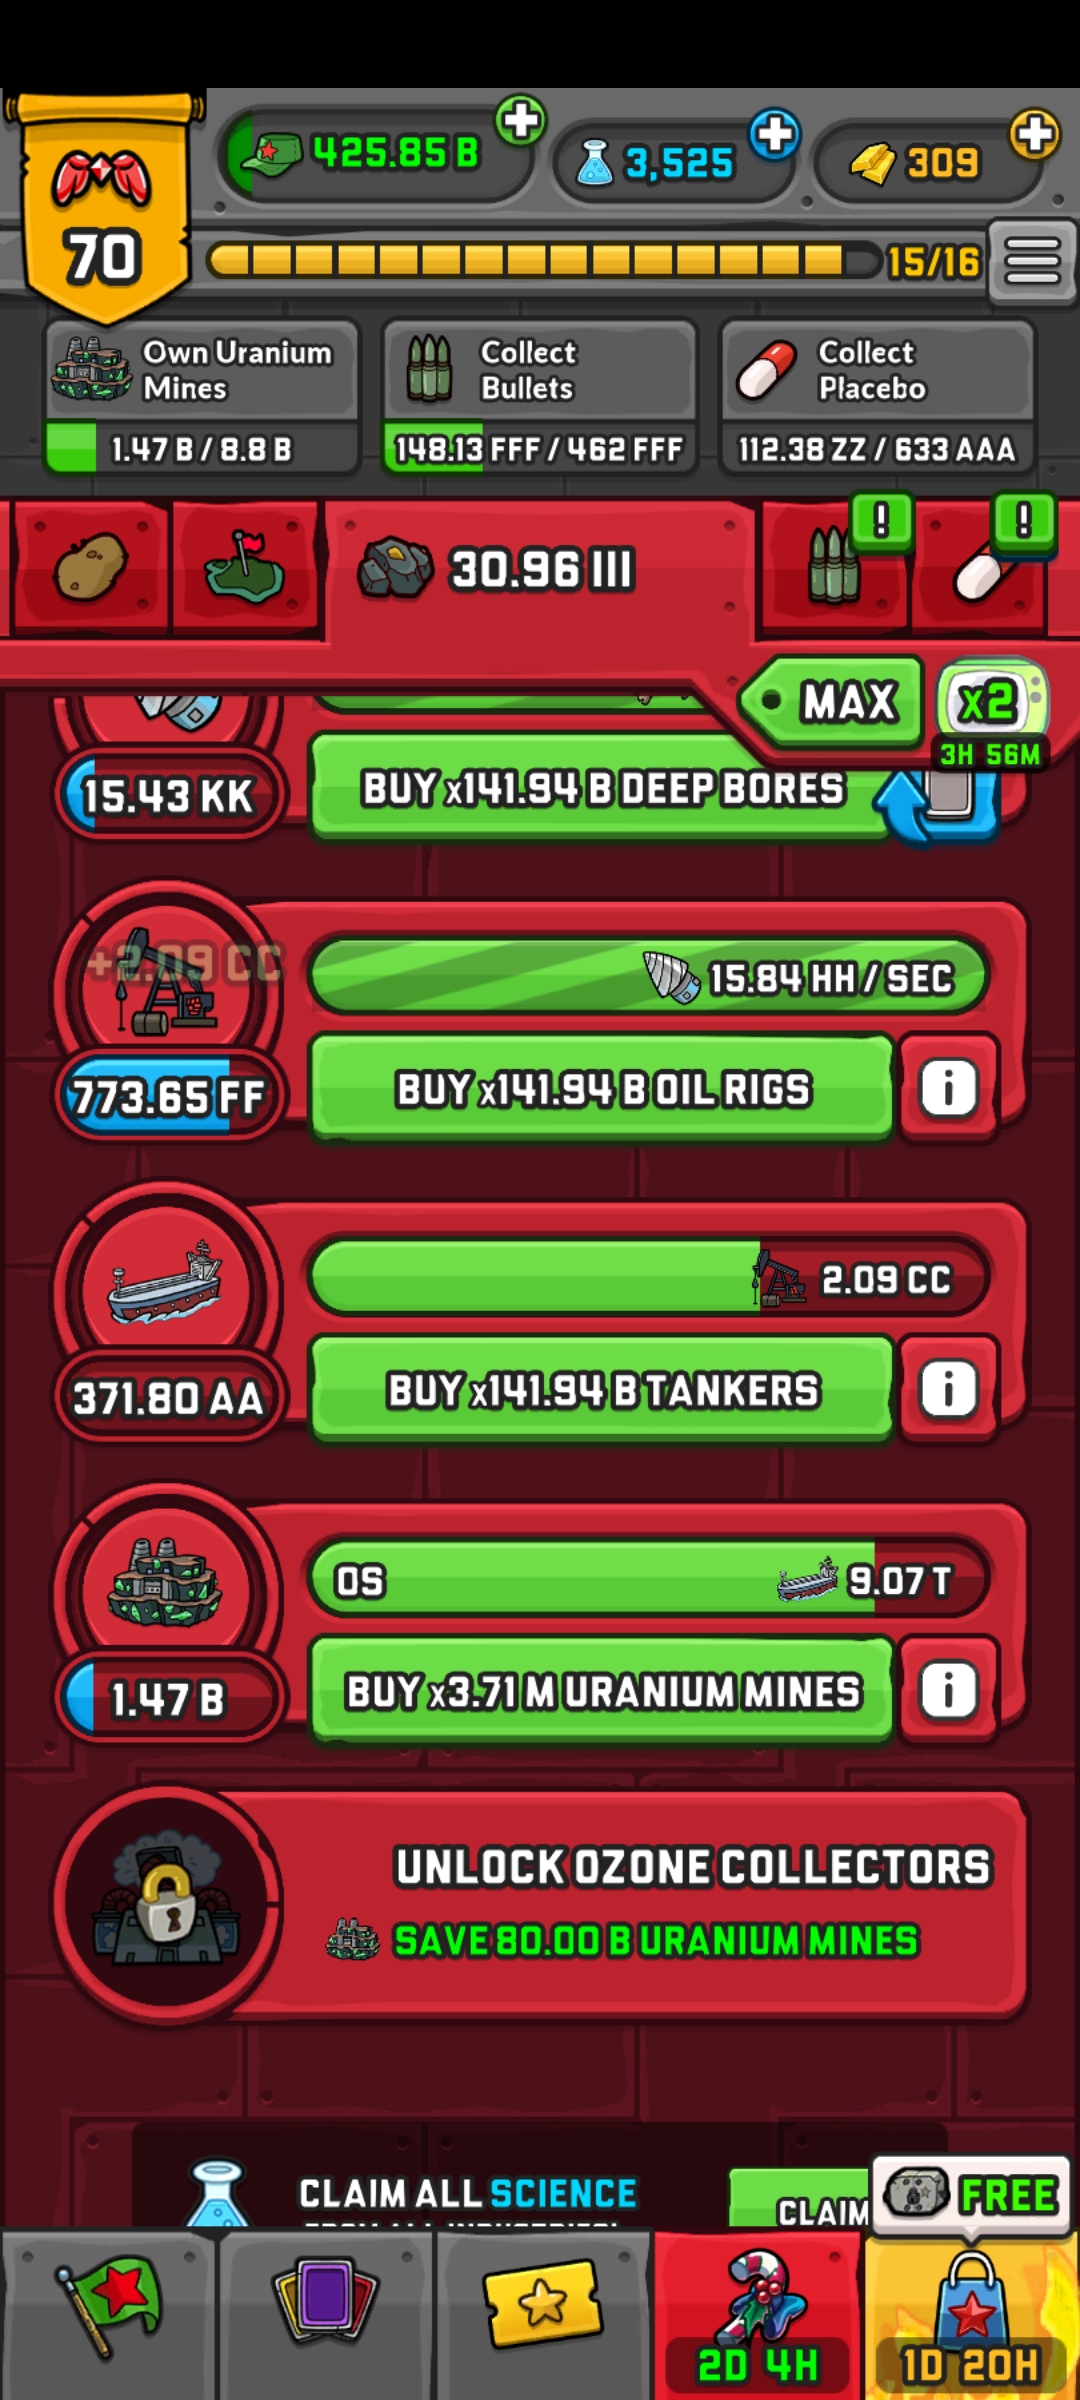 70
425.85 B
3,525
309
15/16
Own Uranium
Mines
1.47 B / 8.8 B
Collect
Bullets
148.13 FFF / 462 FFF
Collect
Placebo
112.38 ZZ / 633 AAA
30.96 III
!
!
MAX
x2
3H 56M
15.43 KK
BUY x141.94 B DEEP BORES
+2.09 CC
15.84 HH / SEC
773.65 FF
BUY x141.94 B OIL RIGS
i
2.09 CC
371.80 AA
BUY x141.94 B TANKERS
i
0S
9.07 T
1.47 B
BUY x3.71 M URANIUM MINES
i
UNLOCK OZONE COLLECTORS
SAVE 80.00 B URANIUM MINES
CLAIM ALL SCIENCE
CLAIM
FREE
2D 4H
1D 20H